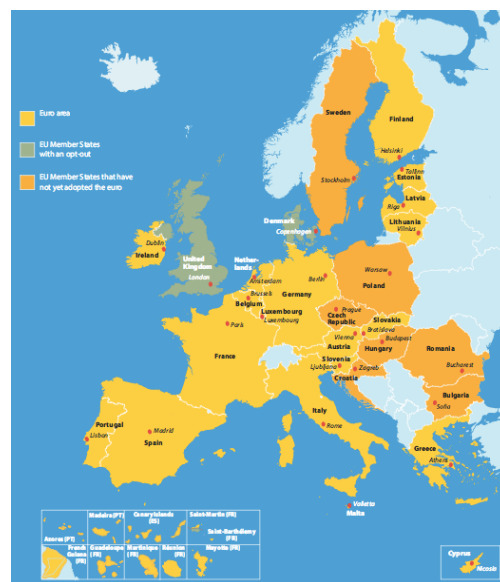 Euro area
EU Member States
with an opt-out
EU Member States that have
not yet adopted the euro
Sweden
Finland
Helsinki
Stockholm
Tallinn
Estonia
Riga
Latvia
Lithuania
Vilnius
Denmark
Copenhagen
Dublin
Ireland
United
Kingdom
London
Nether-
lands
Amsterdam
Berlin
Warsaw
Poland
Brussels
Belgium
Germany
Luxembourg
Luxembourg
Prague
Czech
Republic
Paris
Slovakia
Bratislava
Vienna
Austria
Budapest
Hungary
France
Slovenia
Ljubljana
Zagreb
Croatia
Romania
Bucharest
Bulgaria
Sofia
Italy
Rome
Portugal
Lisbon
Madrid
Spain
Greece
Athens
Valletta
Malta
Madeira (PT)
Canary Islands
(ES)
Saint-Martin (FR)
Azores (PT)
Saint-Barthélemy
(FR)
French
Guiana
(FR)
Guadeloupe
(FR)
Martinique
(FR)
Réunion
(FR)
Mayotte (FR)
Cyprus
Nicosia